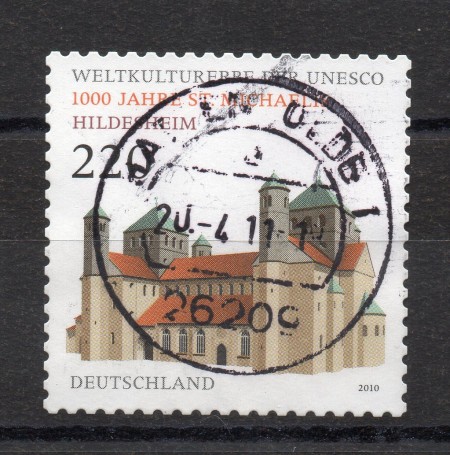 WELTKULTURERBE DER UNESCO
1000 JAHRE ST. MICHAELIS
HILDESHEIM
220
a
20.-4.11.-
26209
DEUTSCHLAND
2010